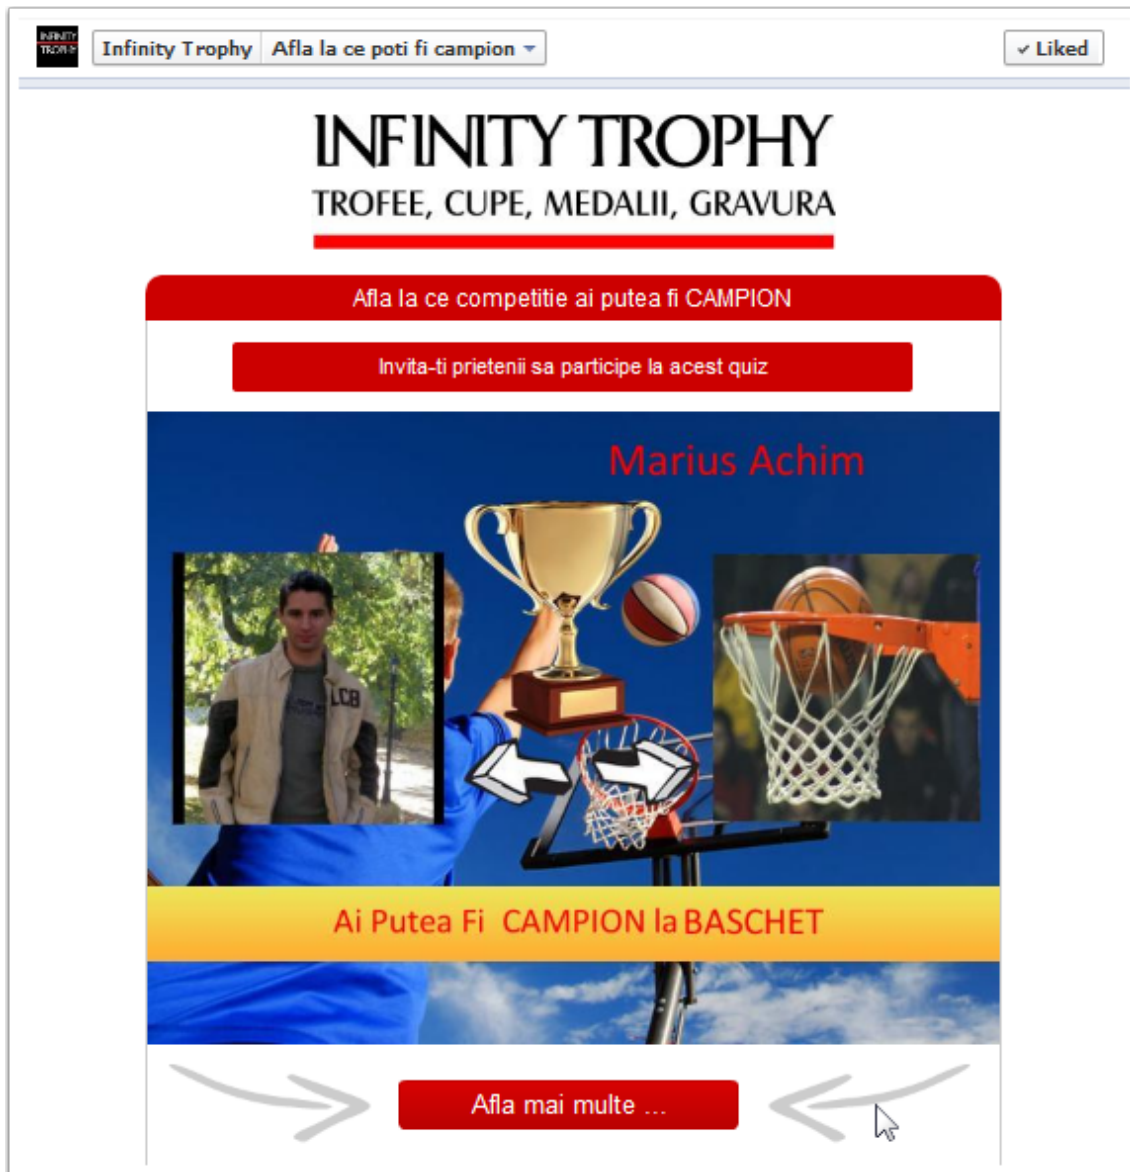 INFINITY
TROPHY
Infinity Trophy
Afla la ce poti fi campion
Liked
INFINITY TROPHY
TROFEE, CUPE, MEDALII, GRAVURA
Afla la ce competitie ai putea fi CAMPION
Invita-ti prietenii sa participe la acest quiz
Marius Achim
LCB
Ai Putea Fi CAMPION la BASCHET
Afla mai multe ...